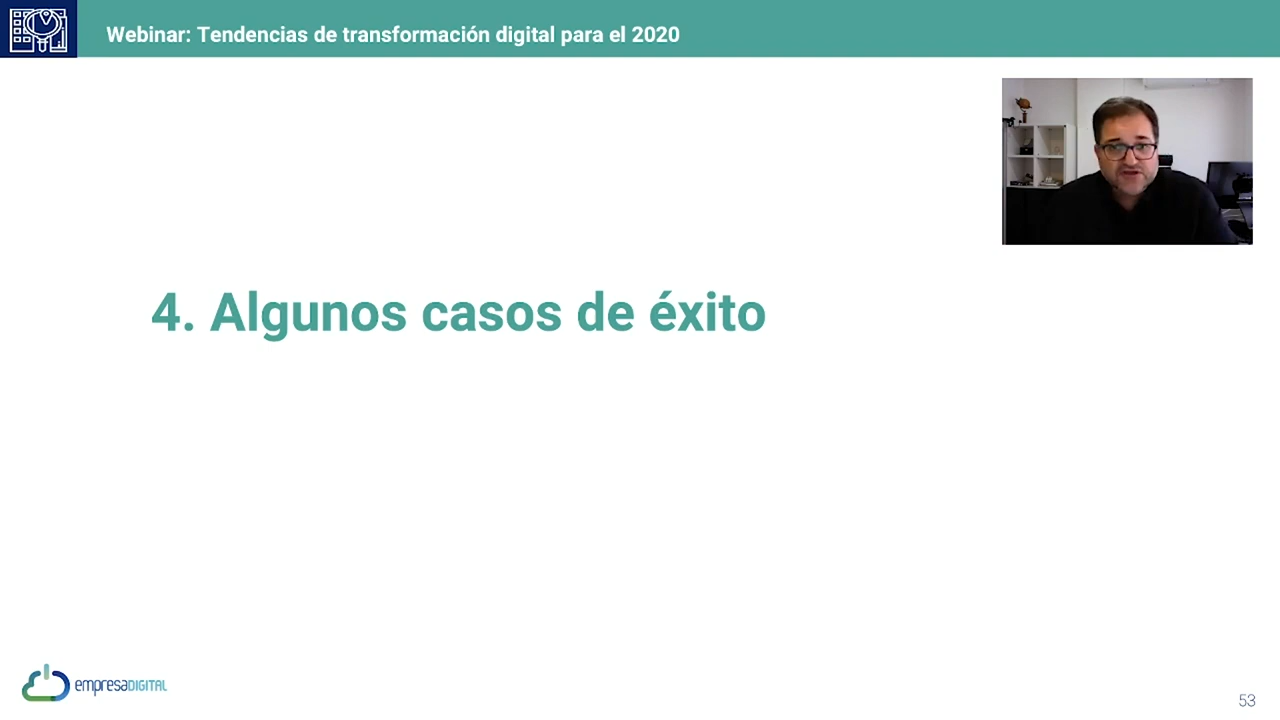 Webinar: Tendencias de transformación digital para el 2020
4. Algunos casos de éxito
empresaDIGITAL
53